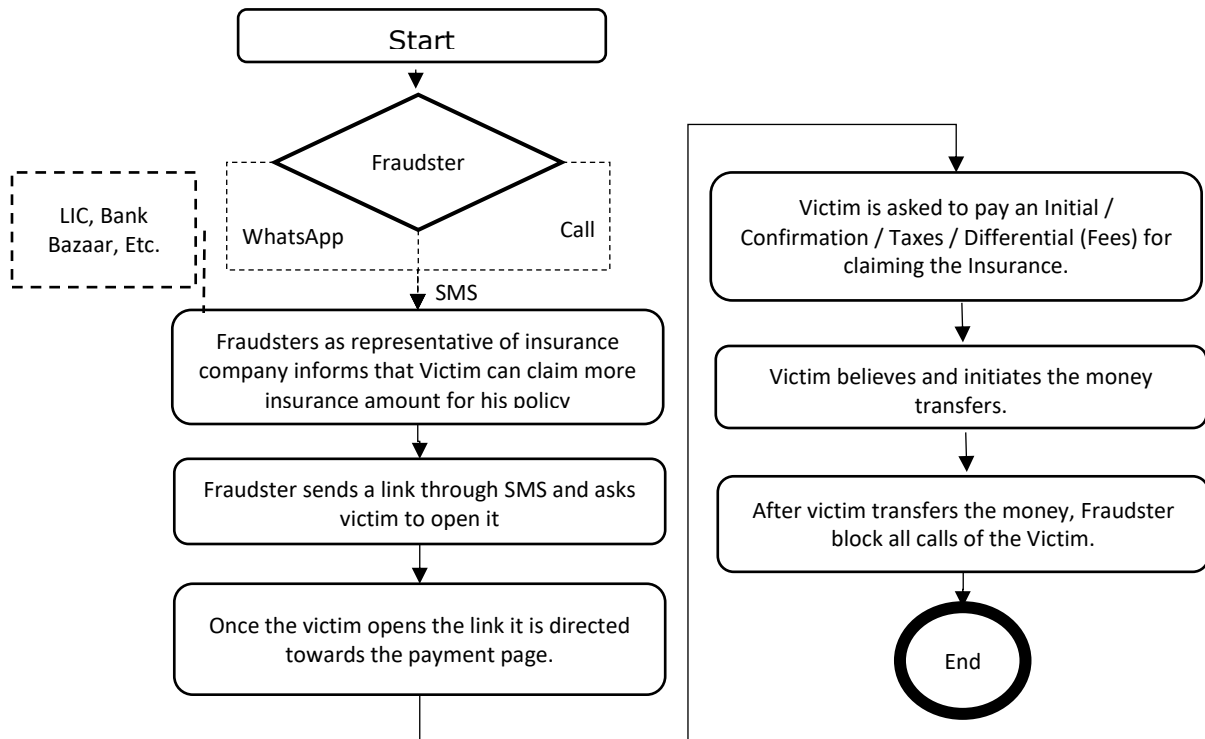 Start
Fraudster
LIC, Bank
Bazaar, Etc.
WhatsApp
Call
SMS
Fraudsters as representative of insurance
company informs that Victim can claim more
insurance amount for his policy
Fraudster sends a link through SMS and asks
victim to open it
Once the victim opens the link it is directed
towards the payment page.
Victim is asked to pay an Initial /
Confirmation / Taxes / Differential (Fees) for
claiming the Insurance.
Victim believes and initiates the money
transfers.
After victim transfers the money, Fraudster
block all calls of the Victim.
End